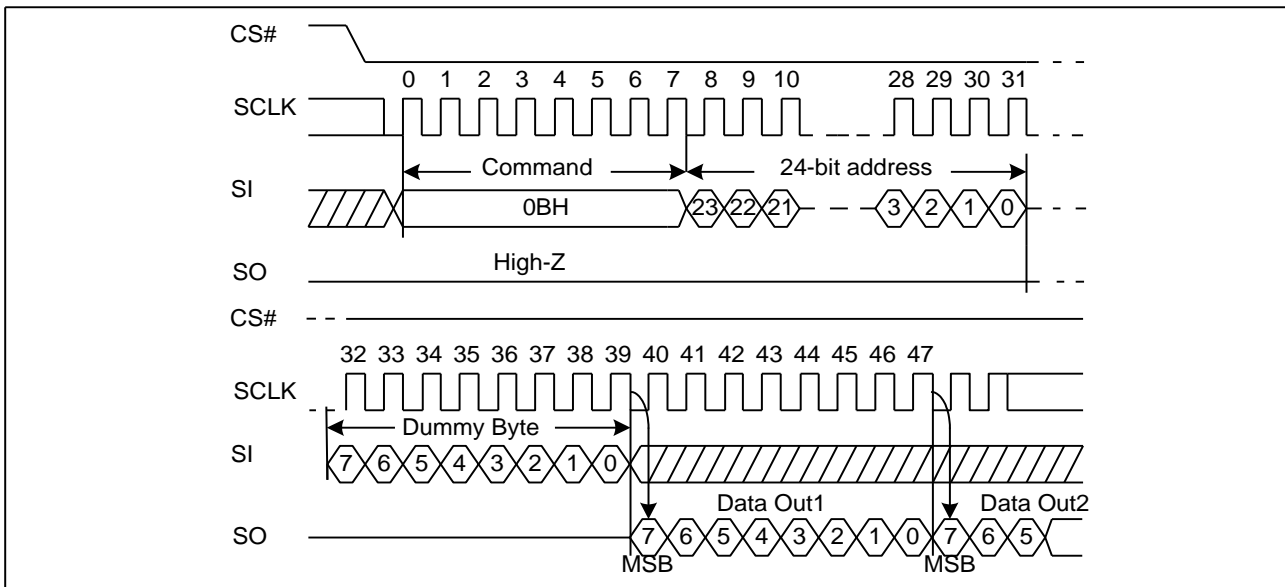 CS#
0 1 2 3 4 5 6 7 8 9 10 28 29 30 31
SCLK
Command 24-bit address
SI
0BH 23 22 21 3 2 1 0
High-Z
SO
CS#
32 33 34 35 36 37 38 39 40 41 42 43 44 45 46 47
SCLK
Dummy Byte
SI
7 6 5 4 3 2 1 0
Data Out1 Data Out2
SO
7 6 5 4 3 2 1 0 7 6 5
MSB MSB